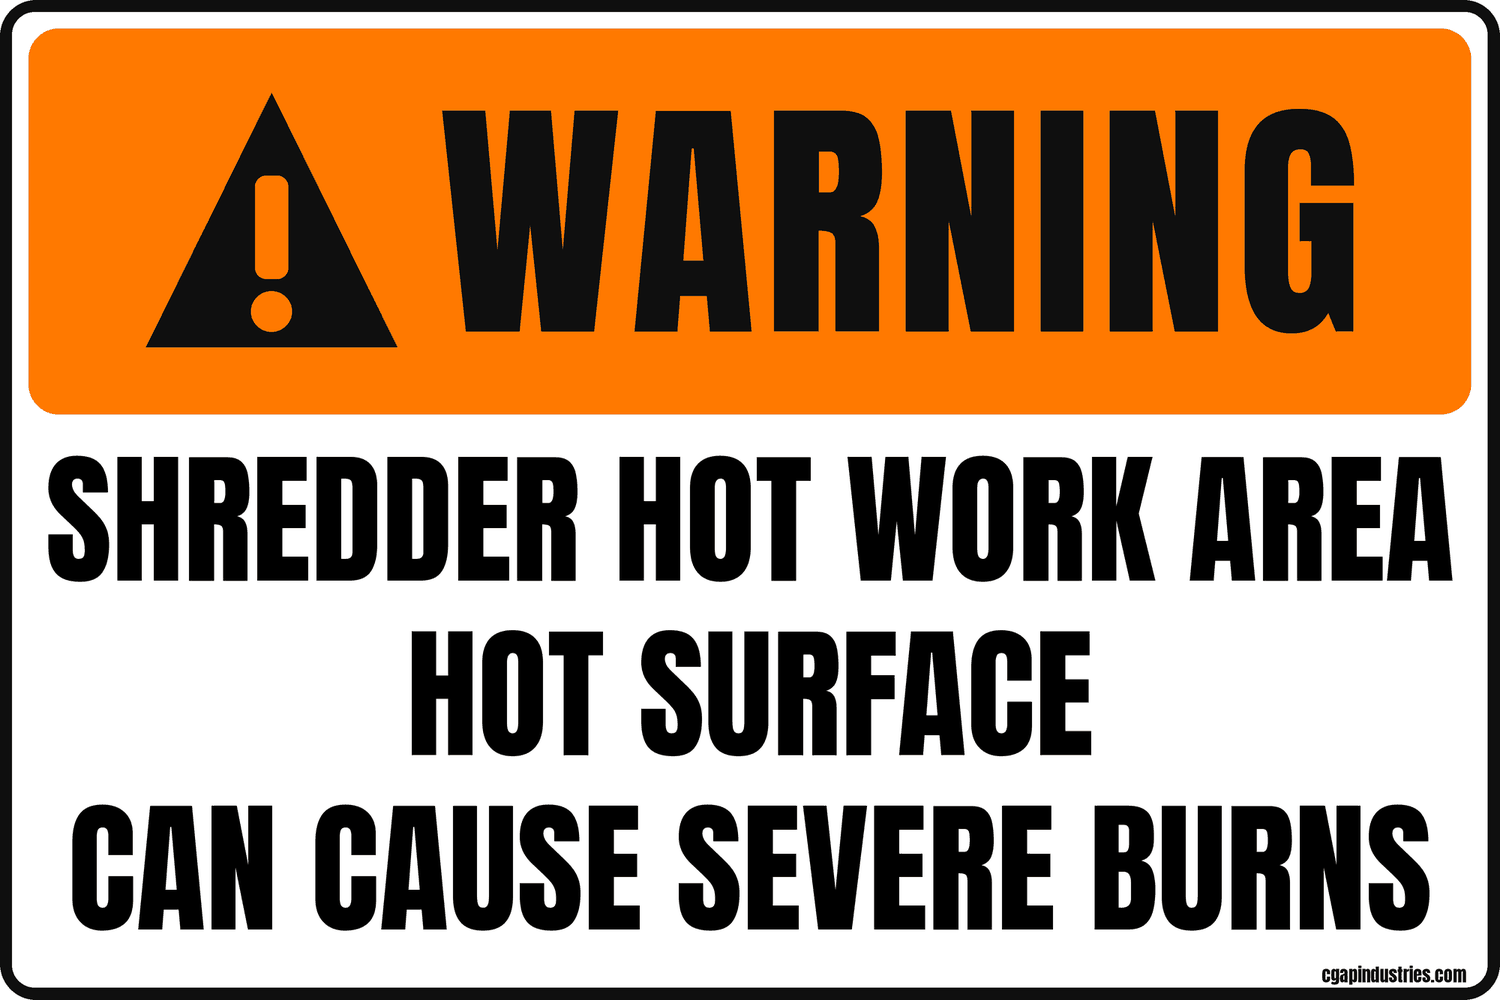 WARNING
SHREDDER HOT WORK AREA
HOT SURFACE
CAN CAUSE SEVERE BURNS
cgapindustries.com